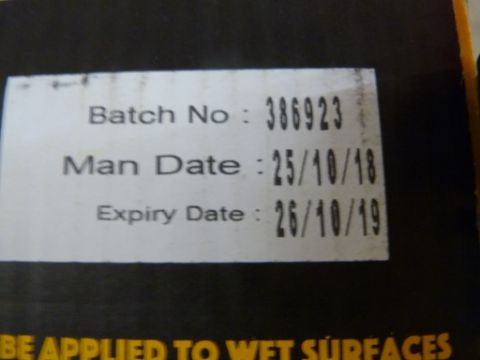 Batch No : 386923
Man Date : 25/10/18
Expiry Date : 26/10/19
BE APPLIED TO WET SURFACES